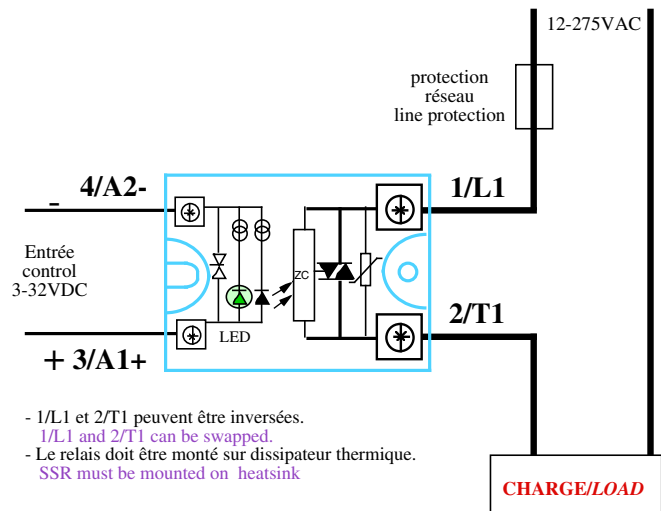 12-275VAC
protection
réseau
line protection
4/A2-
1/L1
-
Entrée
control
3-32VDC
ZC
LED
2/T1
+ 3/A1+
- 1/L1 et 2/T1 peuvent être inversées.
1/L1 and 2/T1 can be swapped.
- Le relais doit être monté sur dissipateur thermique.
SSR must be mounted on heatsink
CHARGE/LOAD